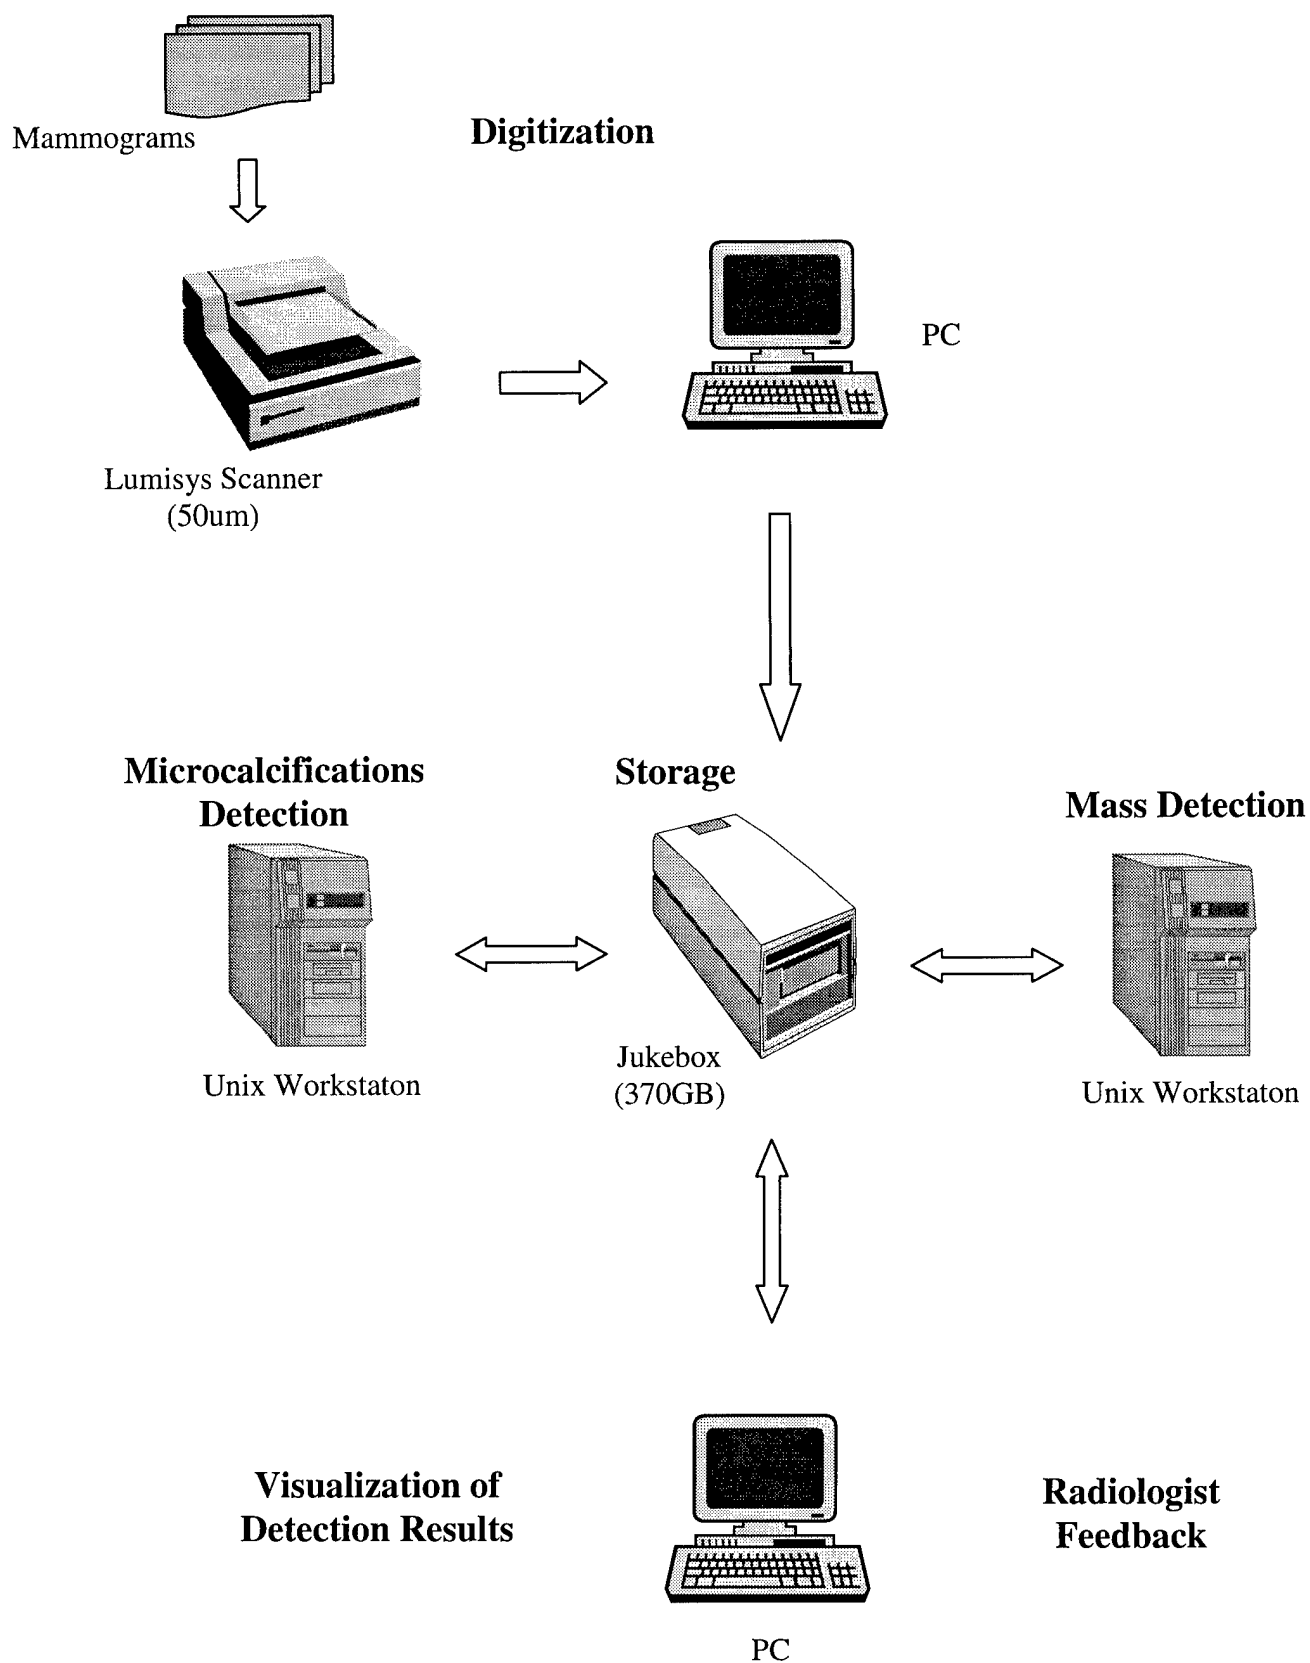 Mammograms
Digitization
PC
Lumisys Scanner
(50um)
Microcalcifications
Detection
Storage
Mass Detection
Unix Workstaton
Jukebox
(370GB)
Unix Workstaton
Visualization of
Detection Results
Radiologist
Feedback
PC